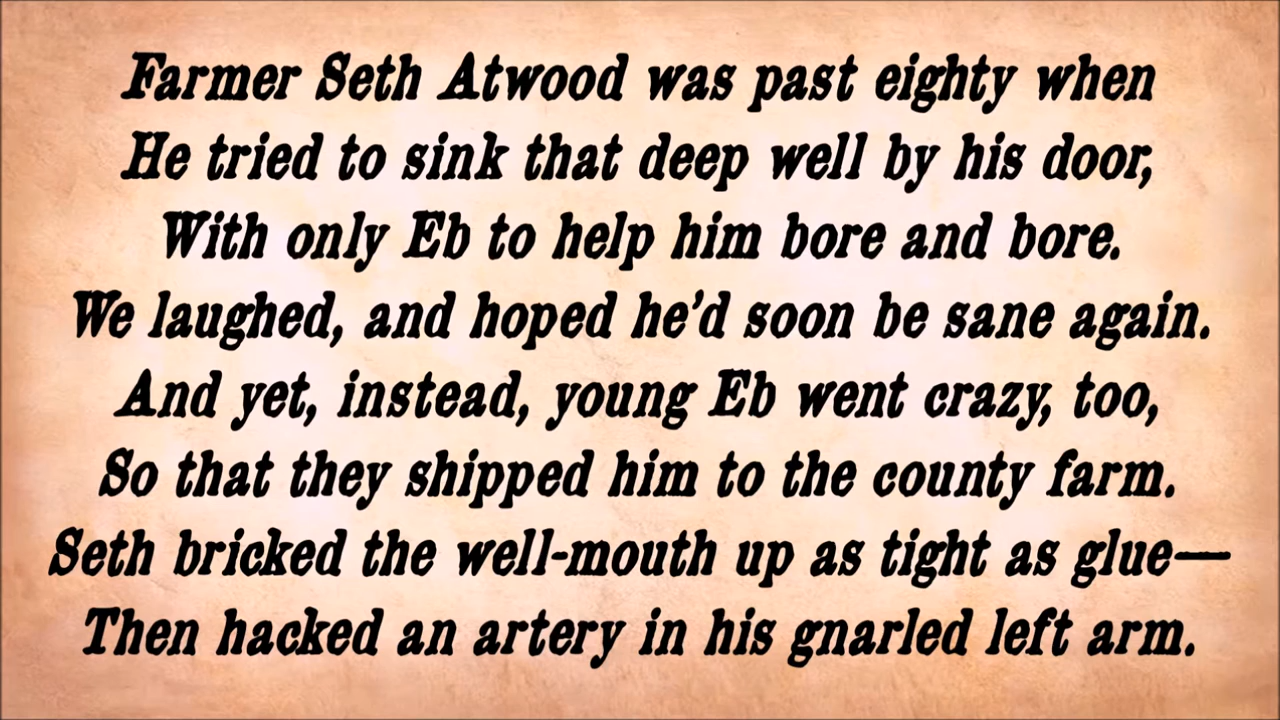 Farmer Seth Atwood was past eighty when
He tried to sink that deep well by his door,
With only Eb to help him bore and bore.
We laughed, and hoped he'd soon be sane again.
And yet, instead, young Eb went crazy, too,
So that they shipped him to the county farm.
Seth bricked the well-mouth up as tight as glue—
Then hacked an artery in his gnarled left arm.